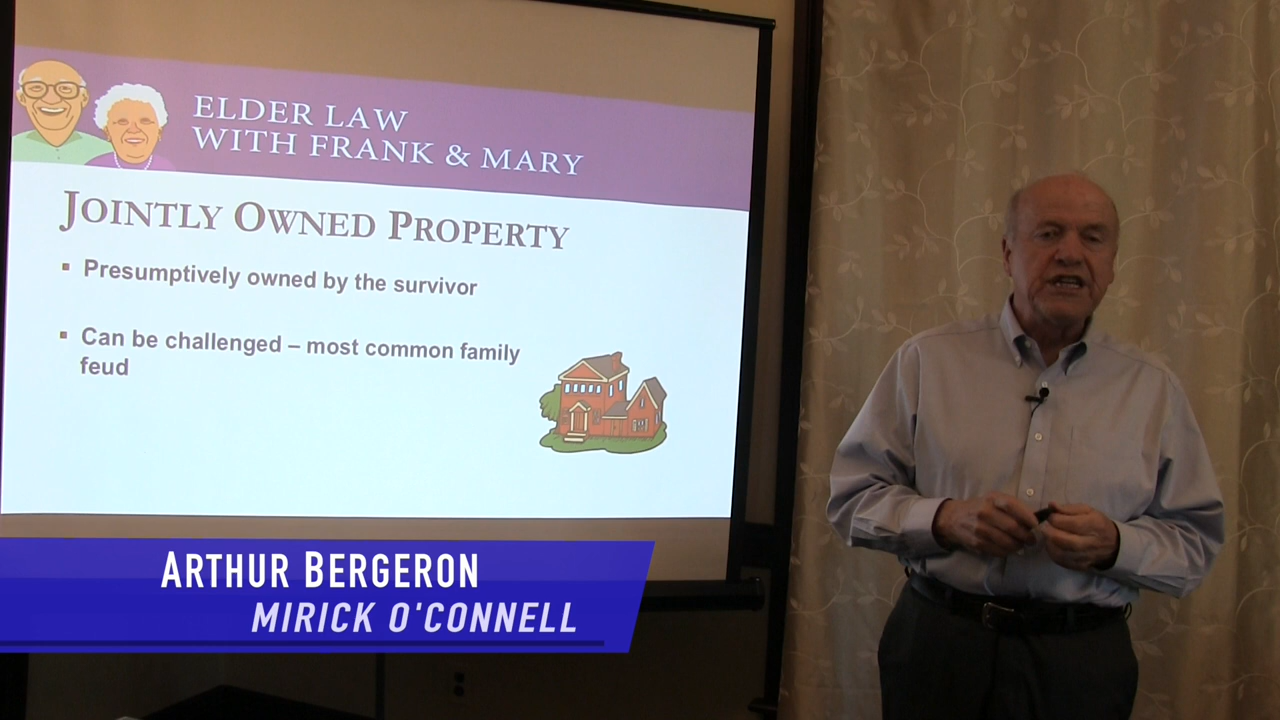 ELDER LAW
WITH FRANK & MARY
JOINTLY OWNED PROPERTY
▪ Presumptively owned by the survivor
▪ Can be challenged – most common family
feud
ARTHUR BERGERON
MIRICK O'CONNELL